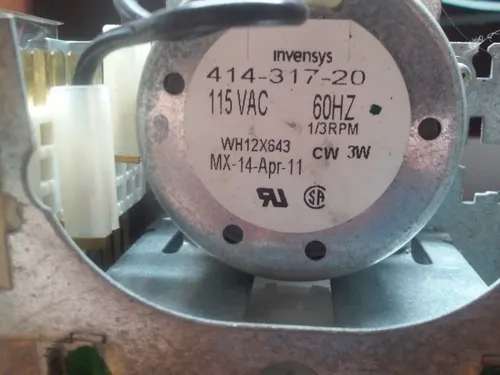 invensys
414-317-20
115 VAC 60HZ
1/3RPM
WH12X643 CW 3W
MX-14-Apr-11